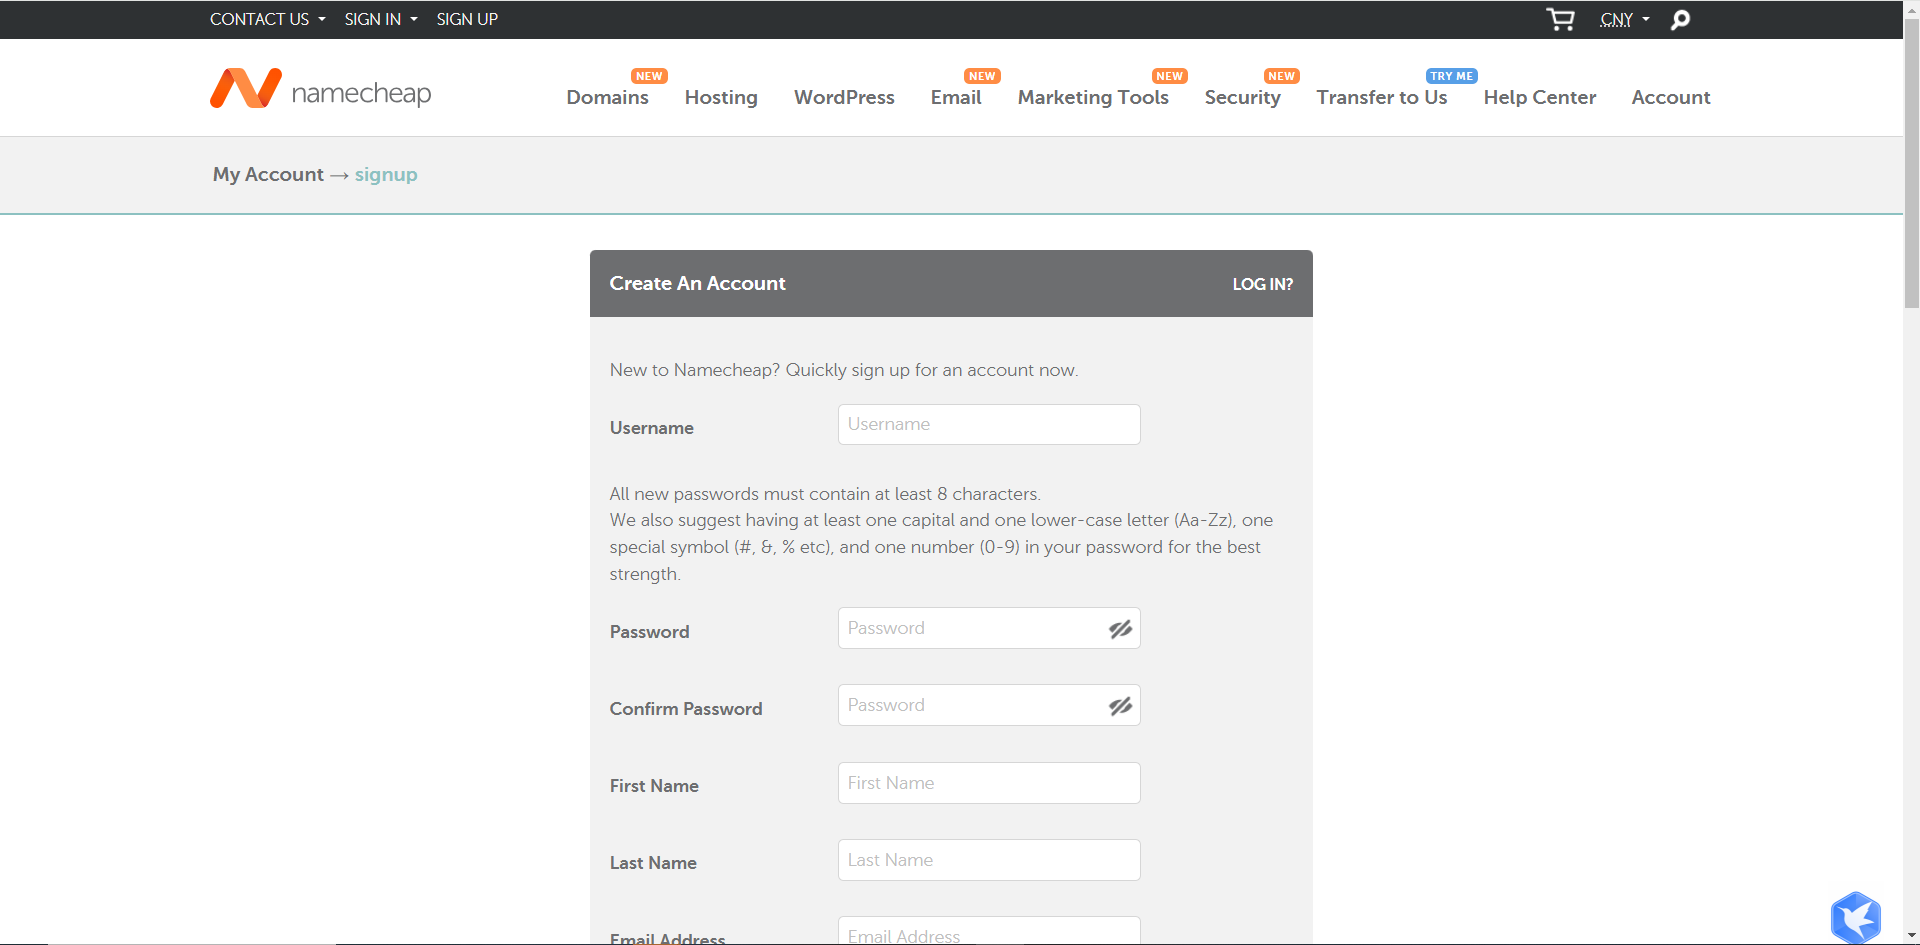 CONTACT US SIGN IN SIGN UP CNY
namecheap
NEW NEW NEW NEW TRY ME
Domains Hosting WordPress Email Marketing Tools Security Transfer to Us Help Center Account
My Account → signup
Create An Account LOG IN?
New to Namecheap? Quickly sign up for an account now.
Username Username
All new passwords must contain at least 8 characters.
We also suggest having at least one capital and one lower-case letter (Aa-Zz), one
special symbol (#, &, % etc), and one number (0-9) in your password for the best
strength.
Password Password
Confirm Password Password
First Name First Name
Last Name Last Name
Email Address Email Address